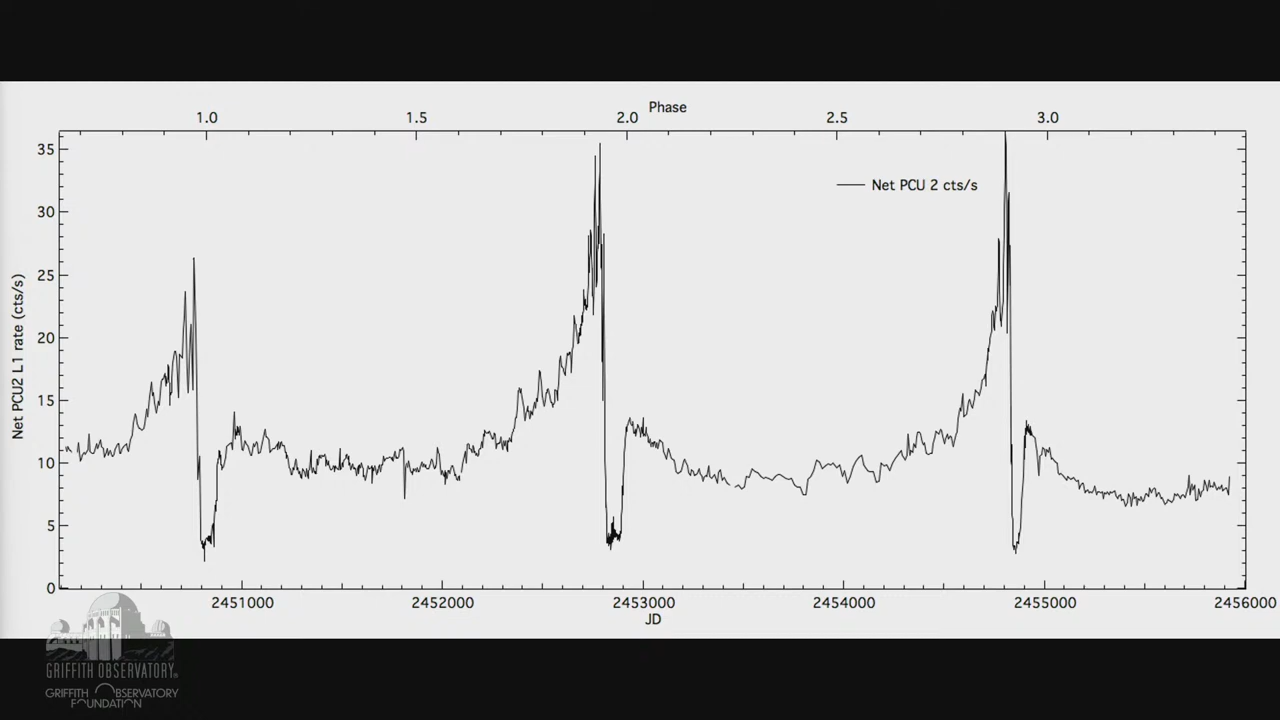 Phase
1.0 1.5 2.0 2.5 3.0
35
30
25
20
15
10
5
0
Net PCU2 L1 rate (cts/s)
Net PCU 2 cts/s
2451000 2452000 2453000 2454000 2455000 2456000
JD
GRIFFITH OBSERVATORY
GRIFFITH OBSERVATORY
FOUNDATION